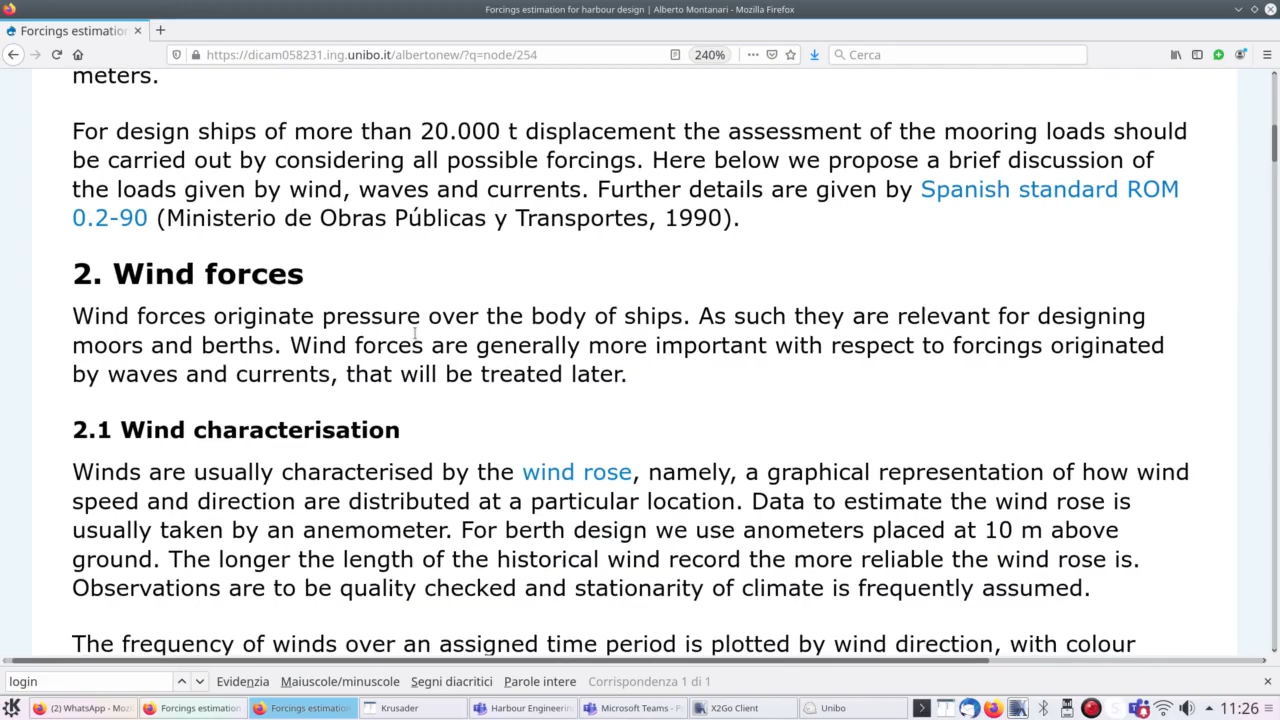 Forcings estimation for harbour design | Alberto Montanari - Mozilla Firefox
Forcings estimatio
https://dicam058231.ing.unibo.it/albertonew/?q=node/254
240%
Cerca
meters.
For design ships of more than 20.000 t displacement the assessment of the mooring loads should
be carried out by considering all possible forcings. Here below we propose a brief discussion of
the loads given by wind, waves and currents. Further details are given by Spanish standard ROM
0.2-90 (Ministerio de Obras Públicas y Transportes, 1990).
2. Wind forces
Wind forces originate pressure over the body of ships. As such they are relevant for designing
moors and berths. Wind forces are generally more important with respect to forcings originated
by waves and currents, that will be treated later.
2.1 Wind characterisation
Winds are usually characterised by the wind rose, namely, a graphical representation of how wind
speed and direction are distributed at a particular location. Data to estimate the wind rose is
usually taken by an anemometer. For berth design we use anometers placed at 10 m above
ground. The longer the length of the historical wind record the more reliable the wind rose is.
Observations are to be quality checked and stationarity of climate is frequently assumed.
The frequency of winds over an assigned time period is plotted by wind direction, with colour
login
Evidenzia
Maiuscole/minuscole
Segni diacritici
Parole intere
Corrispondenza 1 di 1
(2) WhatsApp - Moz
Forcings estimation
Forcings estimation
Krusader
Harbour Engineerin
Microsoft Teams - Pr
X2Go Client
Unibo
11:26